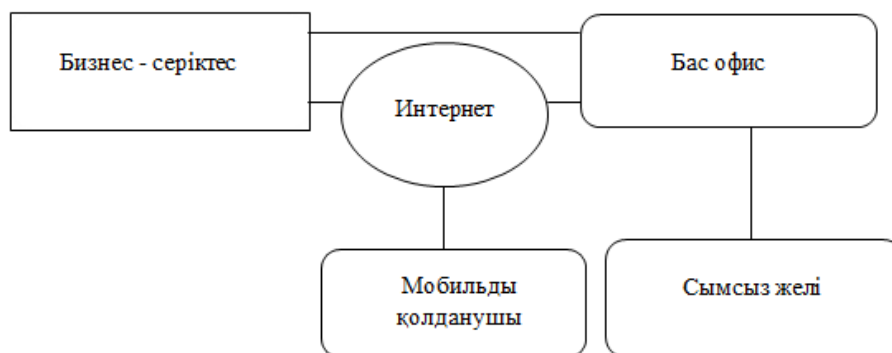 Бизнес - серіктес
Бас офис
Интернет
Мобильды
қолданушы
Сымсыз желі